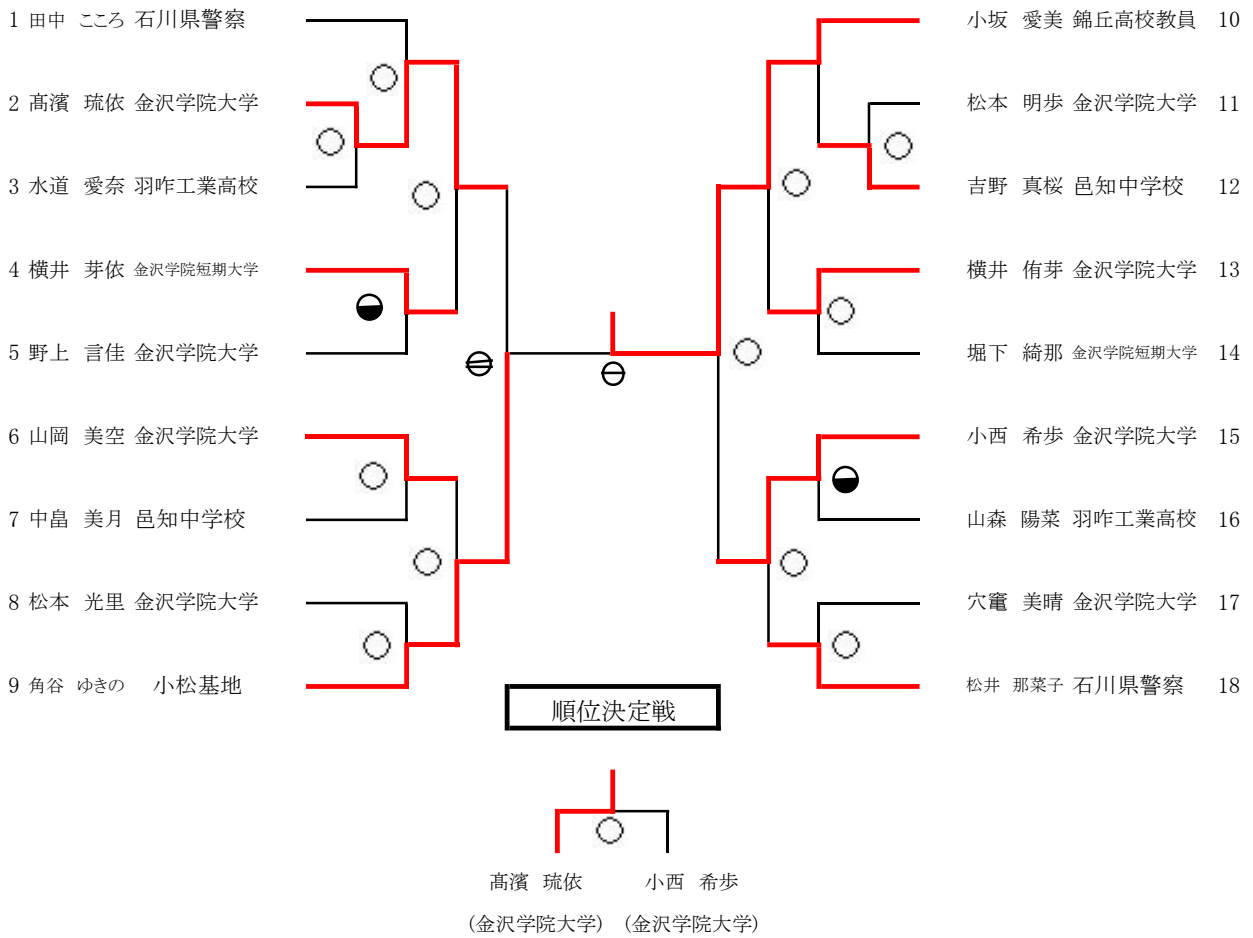 1 田中 こころ 石川県警察
2 髙濱 琉依 金沢学院大学
3 水道 愛奈 羽咋工業高校
4 横井 芽依 金沢学院短期大学
5 野上 言佳 金沢学院大学
6 山岡 美空 金沢学院大学
7 中畠 美月 邑知中学校
8 松本 光里 金沢学院大学
9 角谷 ゆきの 小松基地
小坂 愛美 錦丘高校教員 10
松本 明歩 金沢学院大学 11
吉野 真桜 邑知中学校 12
横井 侑芽 金沢学院大学 13
堀下 綺那 金沢学院短期大学 14
小西 希歩 金沢学院大学 15
山森 陽菜 羽咋工業高校 16
穴竃 美晴 金沢学院大学 17
松井 那菜子 石川県警察 18
順位決定戦
髙濱 琉依 小西 希歩
(金沢学院大学) (金沢学院大学)